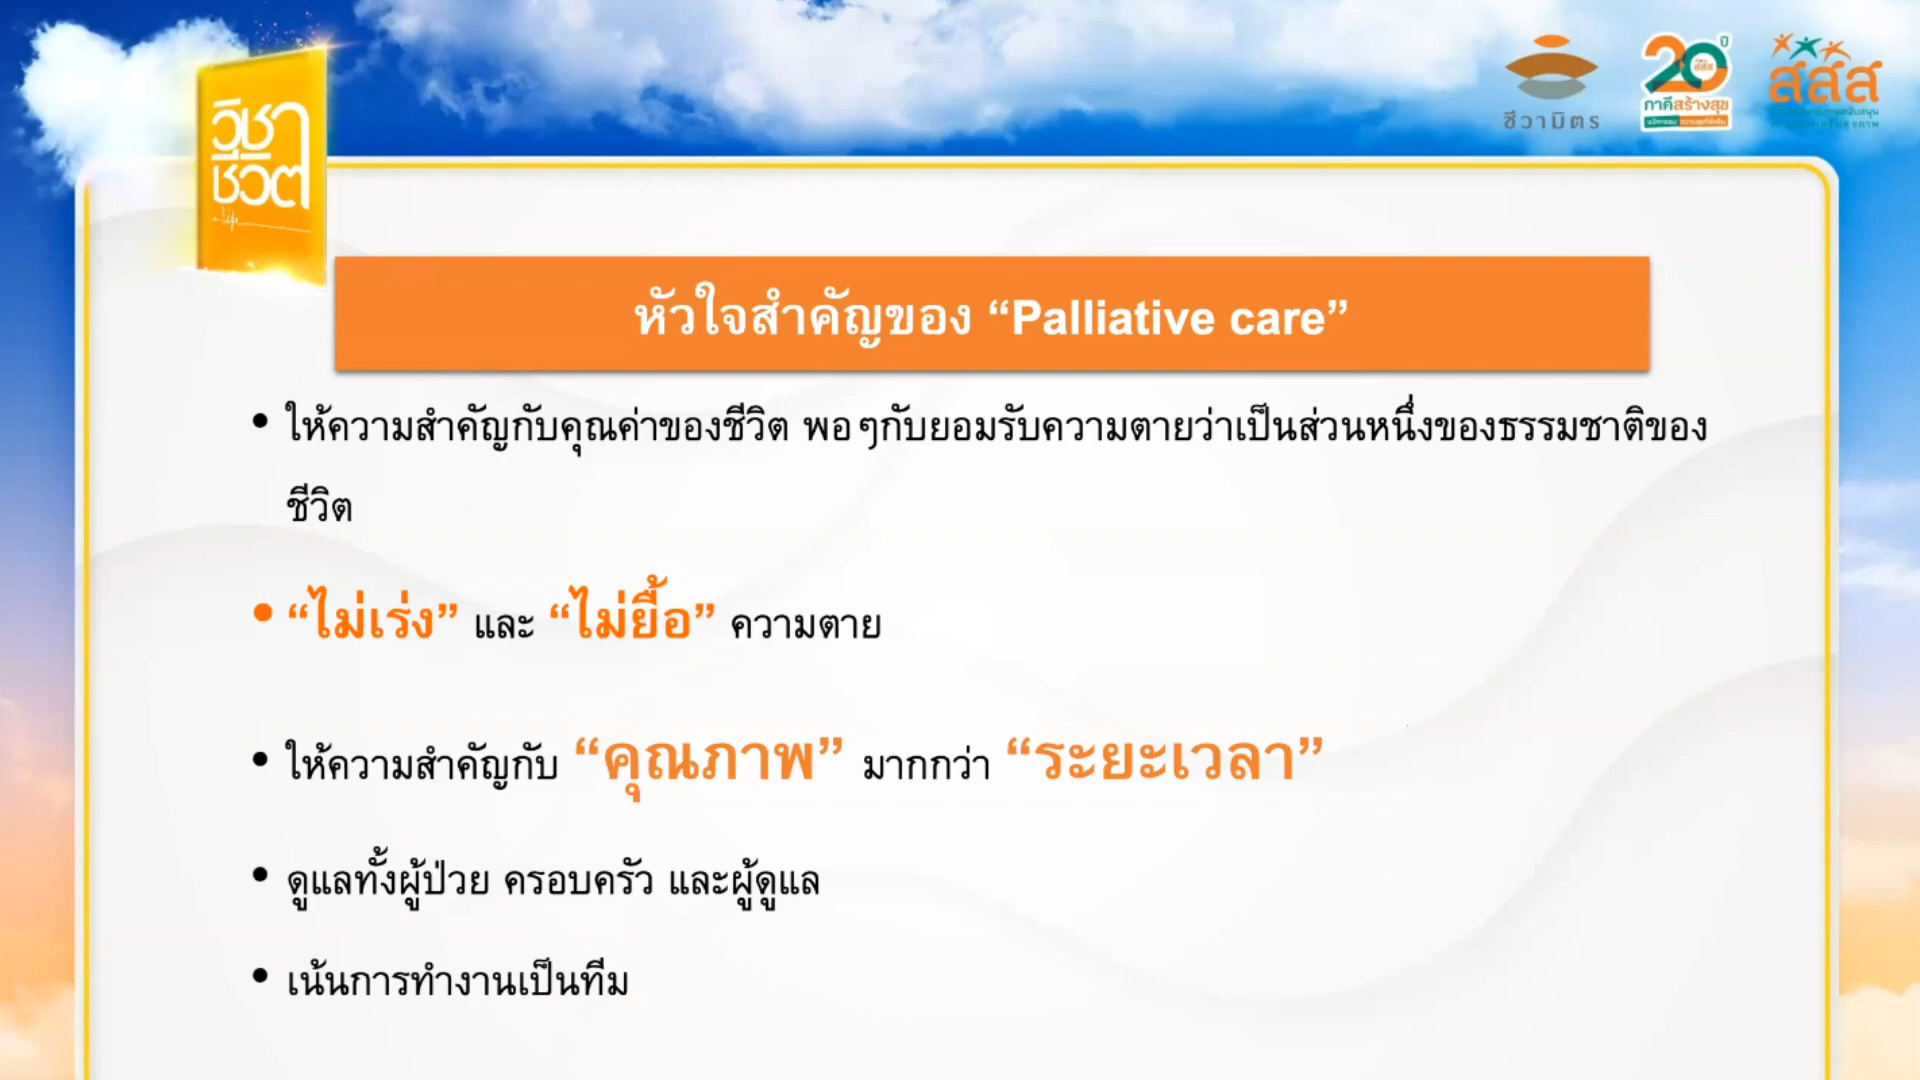 วิชา
ชีวิต
Life
ชีวามิตร
20 ปี
สสส
ภาคีสร้างสุข
สสส
หัวใจสำคัญของ “Palliative care”
• ให้ความสำคัญกับคุณค่าของชีวิต พอๆกับยอมรับความตายว่าเป็นส่วนหนึ่งของธรรมชาติของ
ชีวิต
• “ไม่เร่ง” และ “ไม่ยื้อ” ความตาย
• ให้ความสำคัญกับ “คุณภาพ” มากกว่า “ระยะเวลา”
• ดูแลทั้งผู้ป่วย ครอบครัว และผู้ดูแล
• เน้นการทำงานเป็นทีม